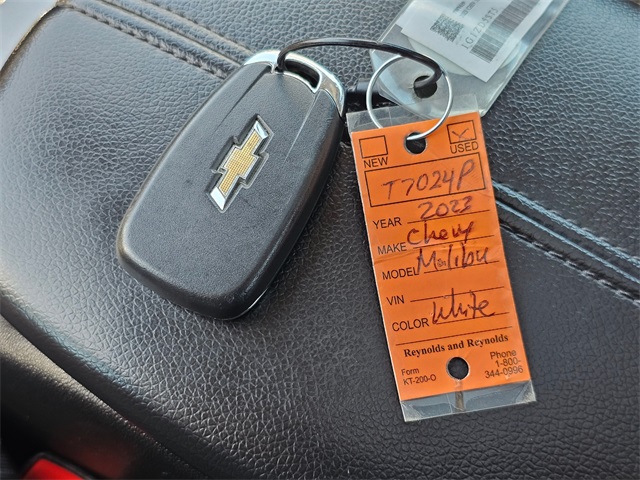 NEW USED
T7024P
YEAR 2023
MAKE Chevy
MODEL Malibu
VIN
COLOR White
Reynolds and Reynolds
Form Phone
KT-200-O 1-800-
344-0996